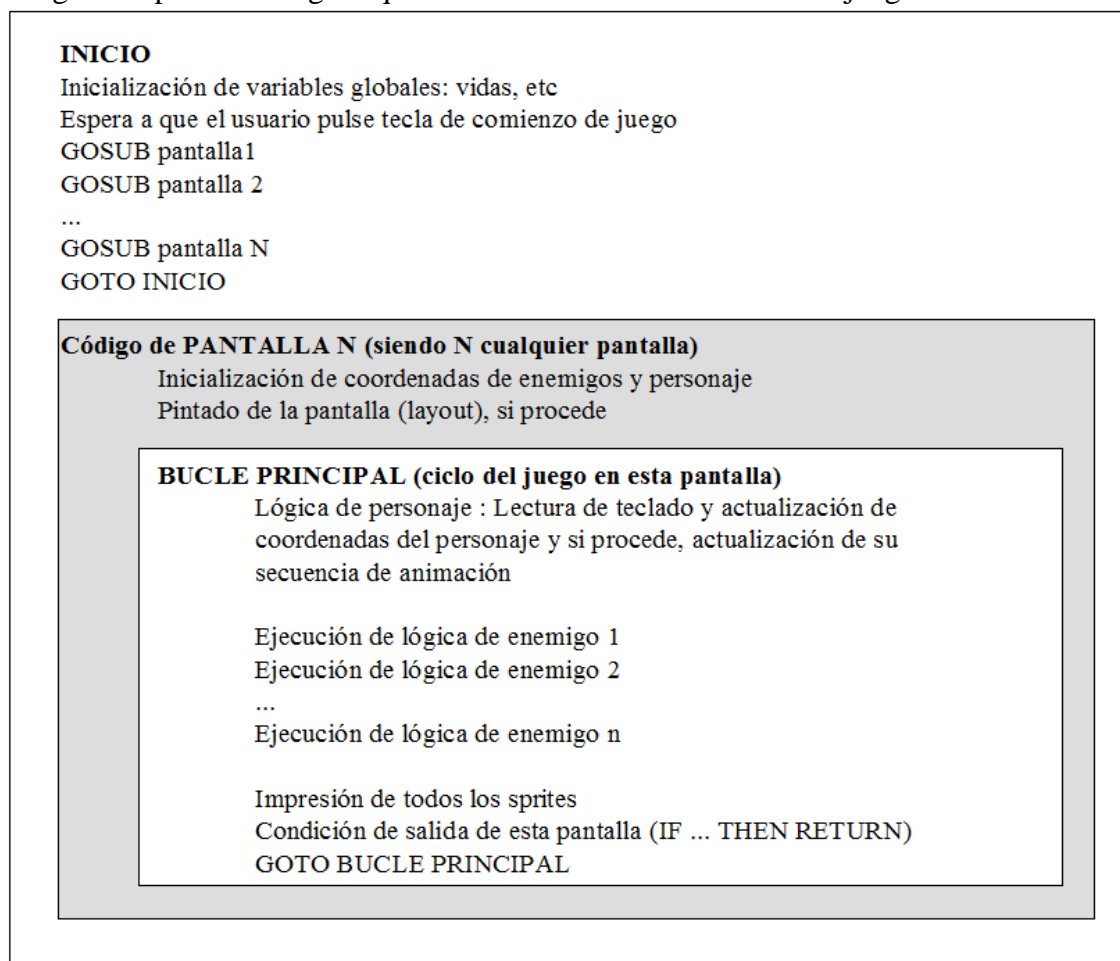 INICIO
Inicialización de variables globales: vidas, etc
Espera a que el usuario pulse tecla de comienzo de juego
GOSUB pantalla1
GOSUB pantalla 2
...
GOSUB pantalla N
GOTO INICIO
Código de PANTALLA N (siendo N cualquier pantalla)
Inicialización de coordenadas de enemigos y personaje
Pintado de la pantalla (layout), si procede
BUCLE PRINCIPAL (ciclo del juego en esta pantalla)
Lógica de personaje : Lectura de teclado y actualización de
coordenadas del personaje y si procede, actualización de su
secuencia de animación
Ejecución de lógica de enemigo 1
Ejecución de lógica de enemigo 2
...
Ejecución de lógica de enemigo n
Impresión de todos los sprites
Condición de salida de esta pantalla (IF ... THEN RETURN)
GOTO BUCLE PRINCIPAL